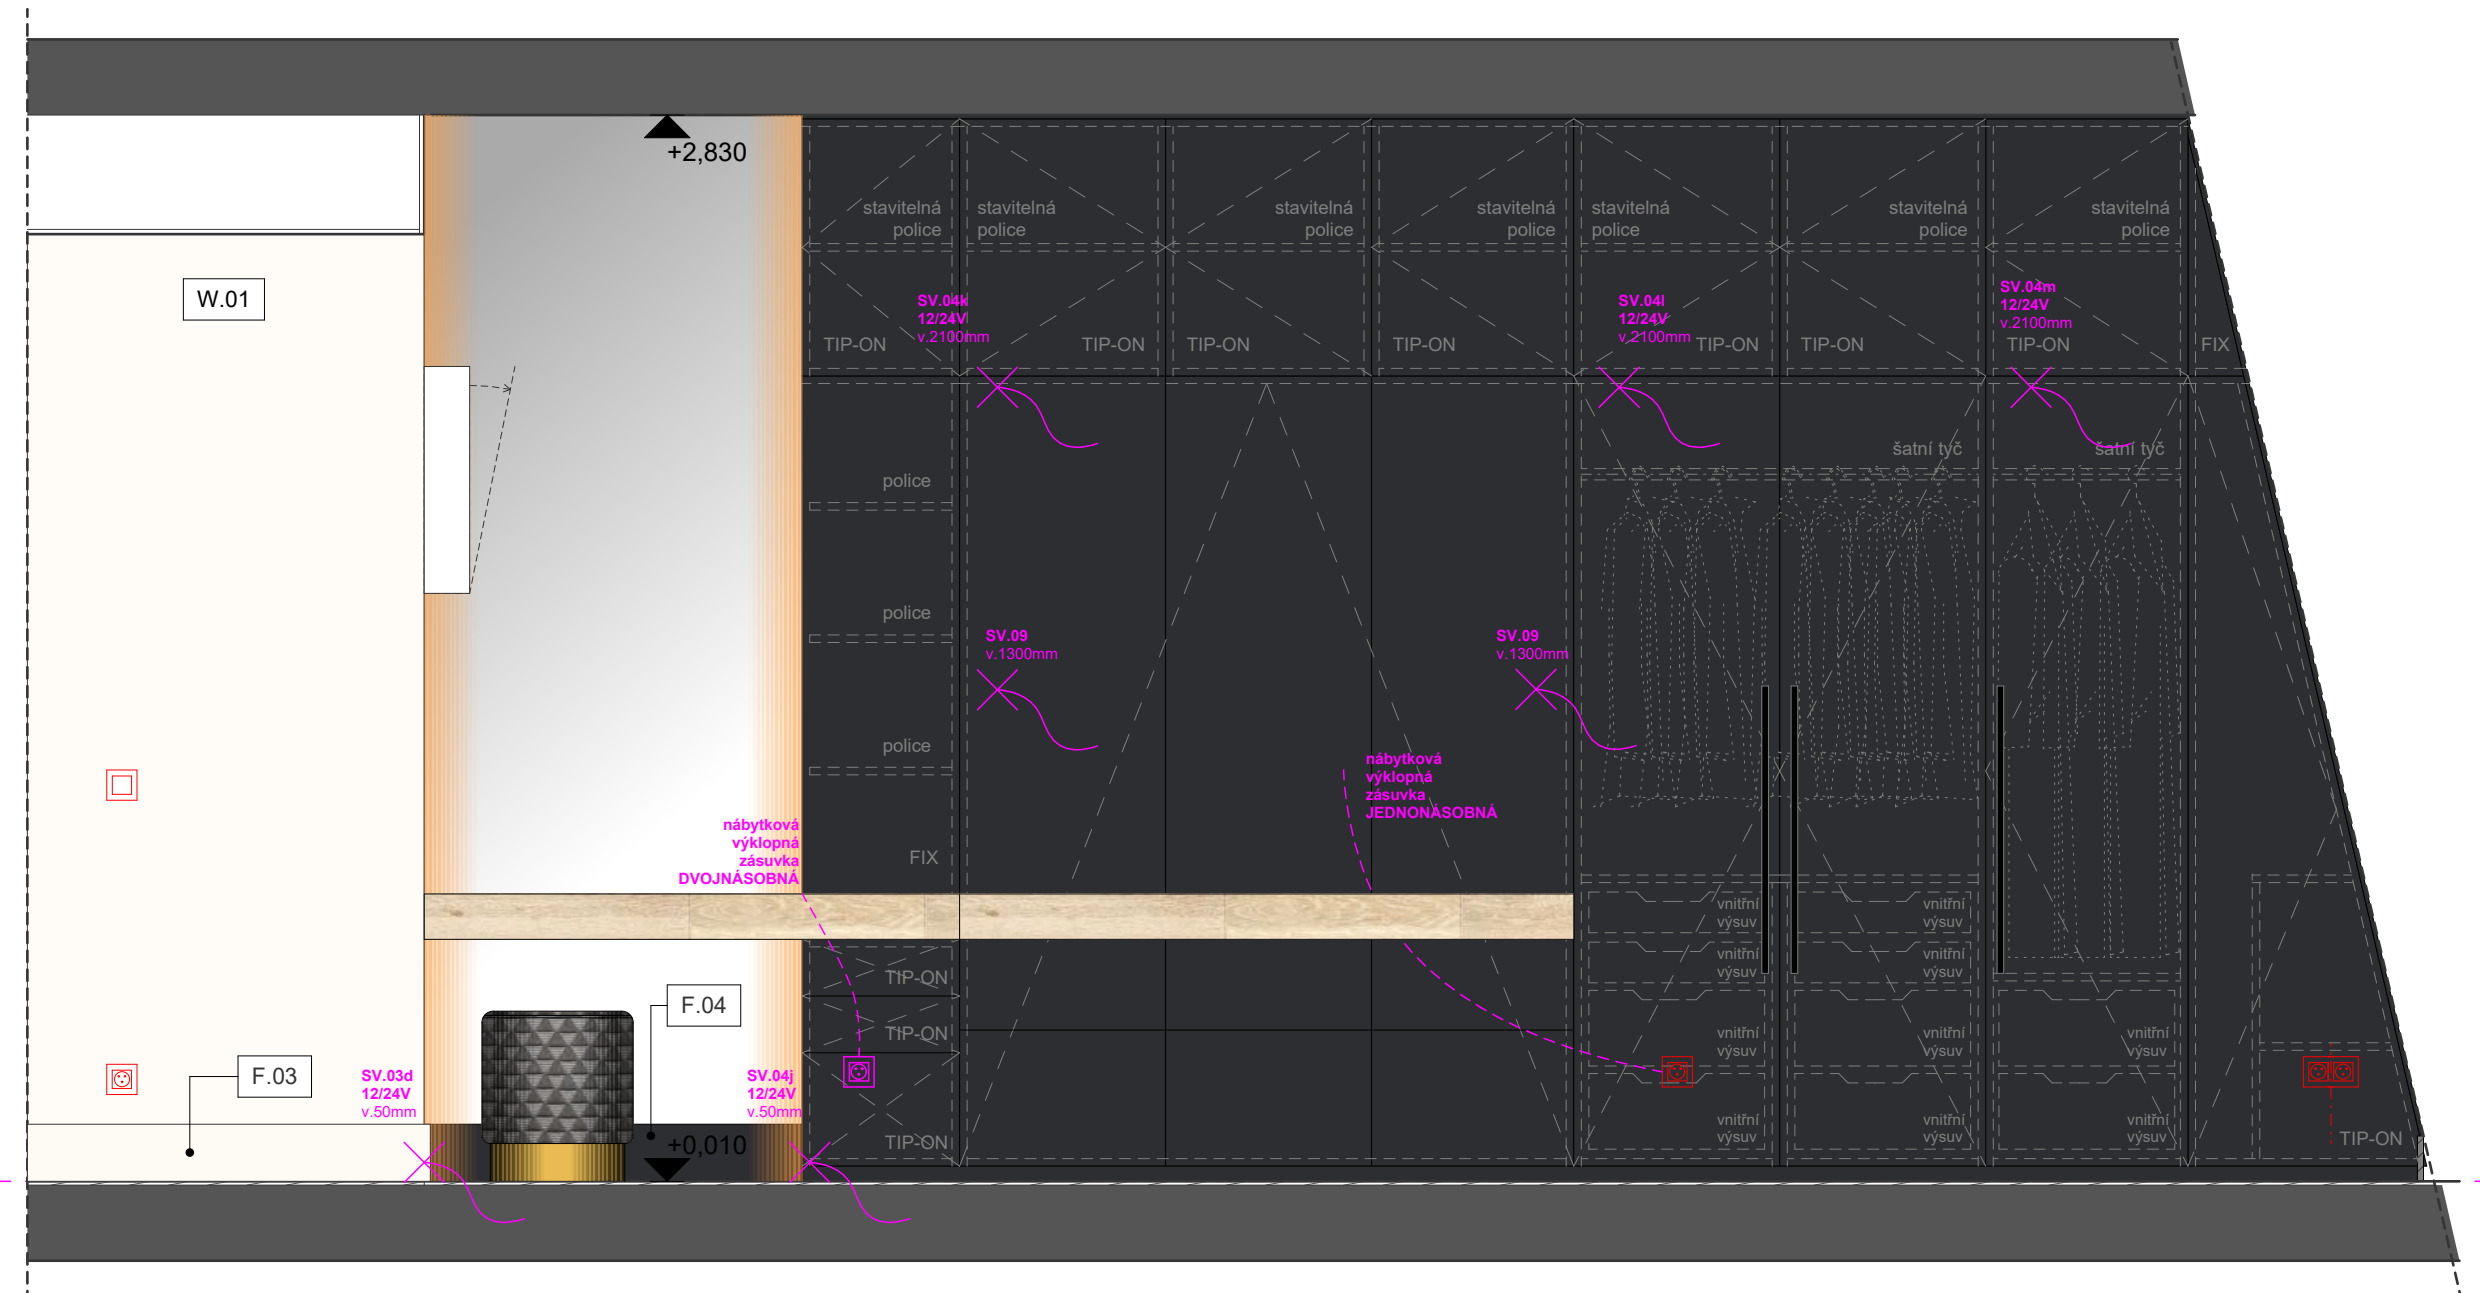 +2,830
W.01
stavitelná
police
stavitelná
police
stavitelná
police
stavitelná
police
stavitelná
police
stavitelná
police
stavitelná
police
SV.04k
12/24V
v.2100mm
SV.04l
12/24V
v.2100mm
SV.04m
12/24V
v.2100mm
TIP-ON
TIP-ON
TIP-ON
TIP-ON
TIP-ON
TIP-ON
TIP-ON
FIX
šatní tyč
šatní tyč
police
police
police
SV.09
v.1300mm
SV.09
v.1300mm
nábytková
výklopná
zásuvka
JEDNONÁSOBNÁ
nábytková
výklopná
zásuvka
DVOJNÁSOBNÁ
FIX
vnitřní
výsuv
vnitřní
výsuv
vnitřní
výsuv
vnitřní
výsuv
TIP-ON
TIP-ON
TIP-ON
vnitřní
výsuv
vnitřní
výsuv
vnitřní
výsuv
vnitřní
výsuv
vnitřní
výsuv
vnitřní
výsuv
TIP-ON
F.04
F.03
SV.03d
12/24V
v.50mm
SV.04j
12/24V
v.50mm
+0,010